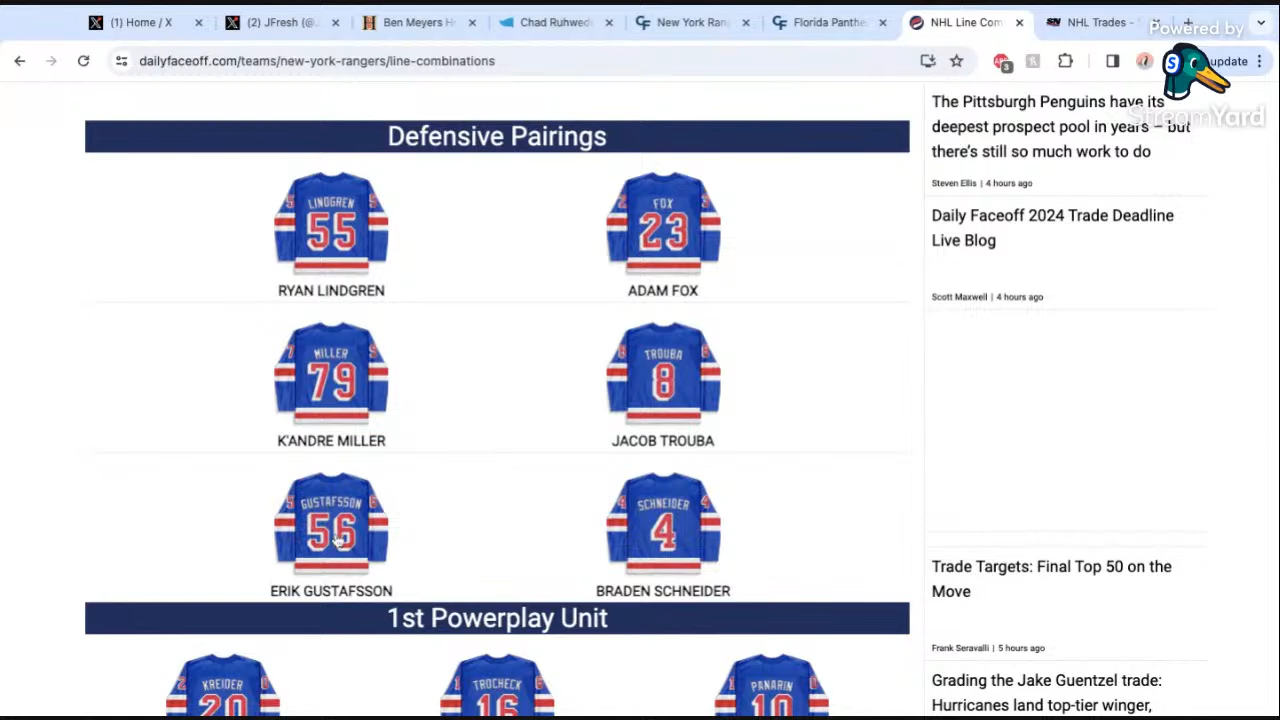 (1) Home / X
(2) JFresh (@.
Ben Meyers H
Chad Ruhwed
New York Ran
Florida Panthe
NHL Line Com
NHL Trades -
Powered by
dailyfaceoff.com/teams/new-york-rangers/line-combinations
3
update
S
StreamYard
Defensive Pairings
LINDGREN
55
RYAN LINDGREN
FOX
23
ADAM FOX
MILLER
79
K'ANDRE MILLER
TROUBA
8
JACOB TROUBA
GUSTAFSSON
56
ERIK GUSTAFSSON
SCHNEIDER
4
BRADEN SCHNEIDER
1st Powerplay Unit
KREIDER
20
TROCHECK
16
PANARIN
10
The Pittsburgh Penguins have its
deepest prospect pool in years – but
there's still so much work to do
Steven Ellis | 4 hours ago
Daily Faceoff 2024 Trade Deadline
Live Blog
Scott Maxwell | 4 hours ago
Trade Targets: Final Top 50 on the
Move
Frank Seravalli | 5 hours ago
Grading the Jake Guentzel trade:
Hurricanes land top-tier winger,